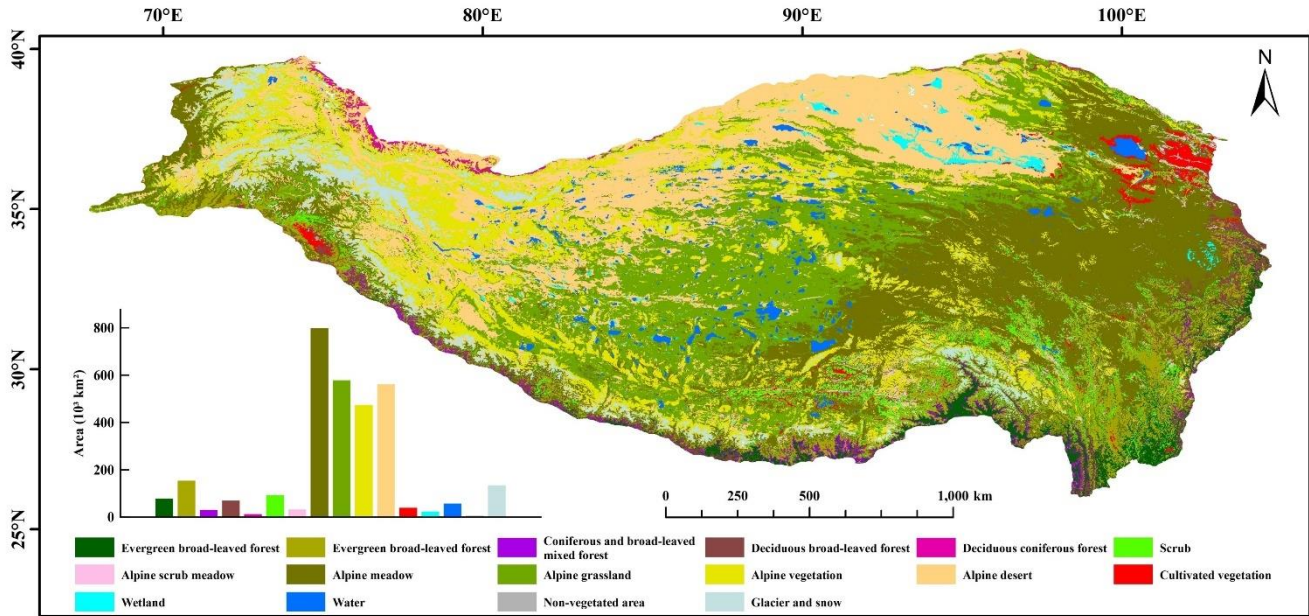 70°E 80°E 90°E 100°E
40°N
35°N
30°N
25°N
N
Area (10³ km²)
800
600
400
200
0
0 250 500 1,000 km
Evergreen broad-leaved forest
Evergreen broad-leaved forest
Coniferous and broad-leaved
mixed forest
Deciduous broad-leaved forest
Deciduous coniferous forest
Scrub
Alpine scrub meadow
Alpine meadow
Alpine grassland
Alpine vegetation
Alpine desert
Cultivated vegetation
Wetland
Water
Non-vegetated area
Glacier and snow